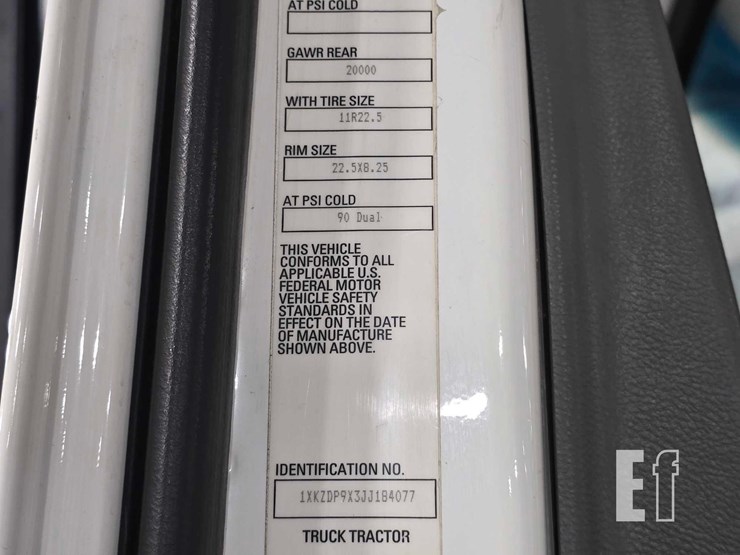 AT PSI COLD
GAWR REAR
20000
WITH TIRE SIZE
11R22.5
RIM SIZE
22.5X8.25
AT PSI COLD
90 Dual
THIS VEHICLE
CONFORMS TO ALL
APPLICABLE U.S.
FEDERAL MOTOR
VEHICLE SAFETY
STANDARDS IN
EFFECT ON THE DATE
OF MANUFACTURE
SHOWN ABOVE.
IDENTIFICATION NO.
1XKZDP9X3JJ184077
TRUCK TRACTOR
Ef